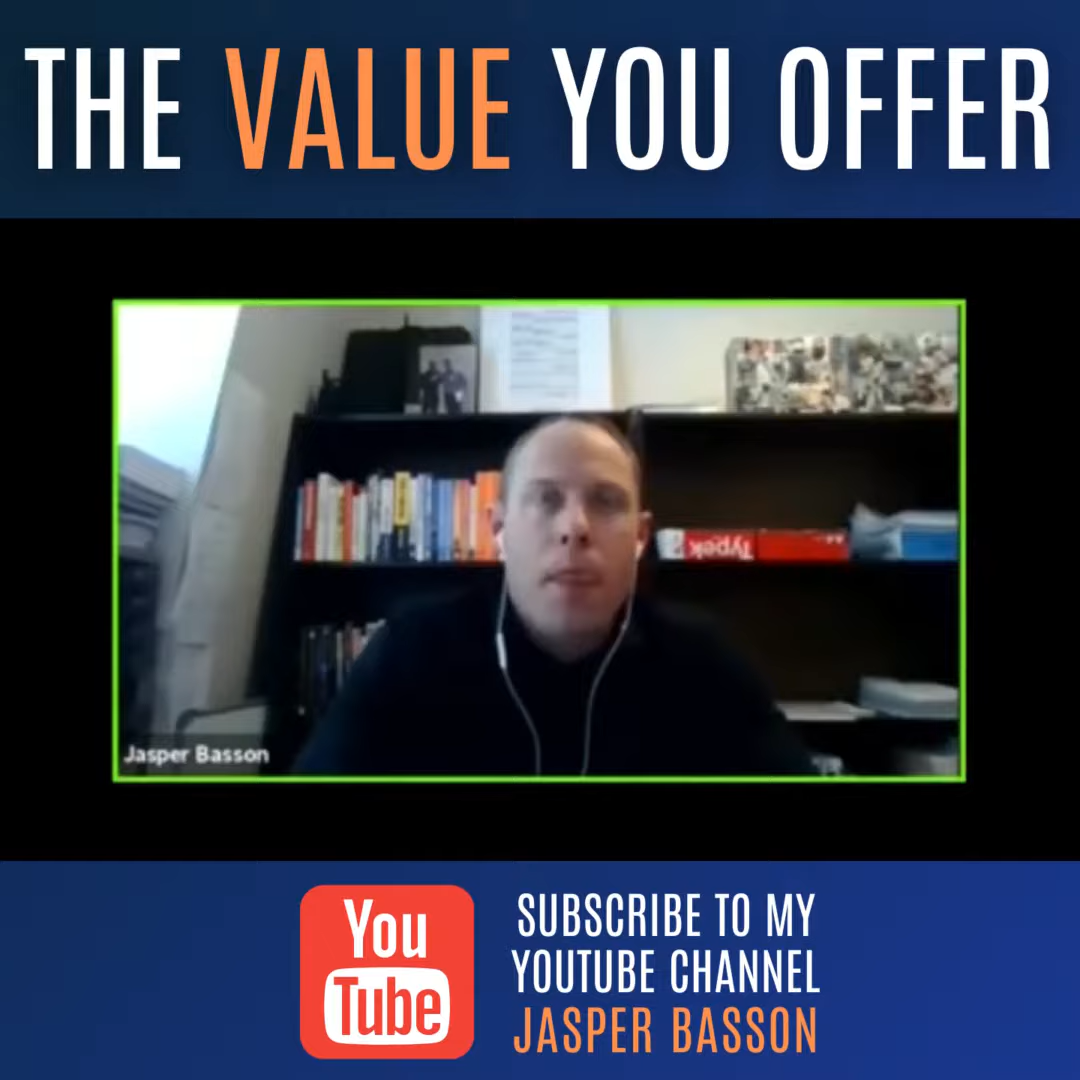 THE VALUE YOU OFFER
Typek
Jasper Basson
You
Tube
SUBSCRIBE TO MY
YOUTUBE CHANNEL
JASPER BASSON